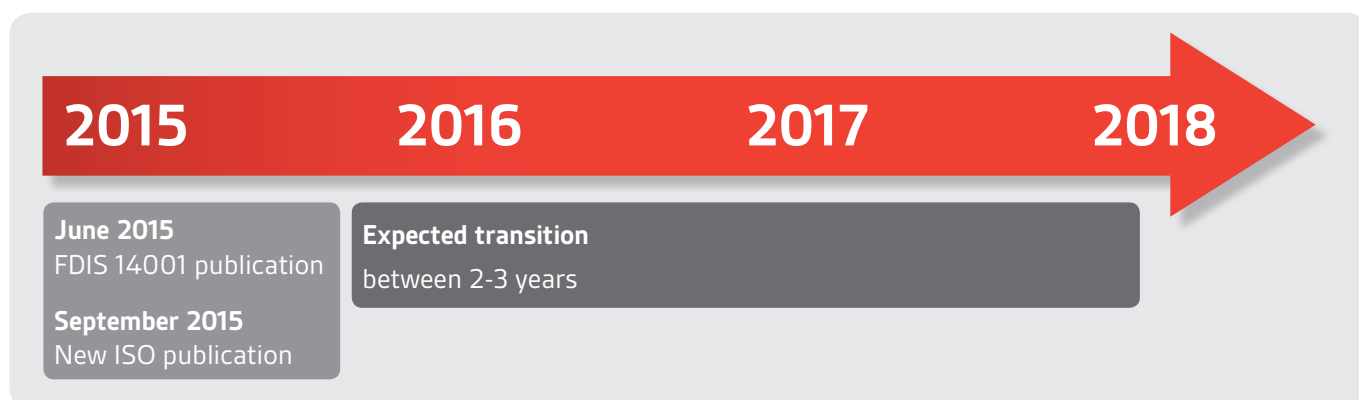 2015 2016 2017 2018
June 2015
FDIS 14001 publication
September 2015
New ISO publication
Expected transition
between 2-3 years